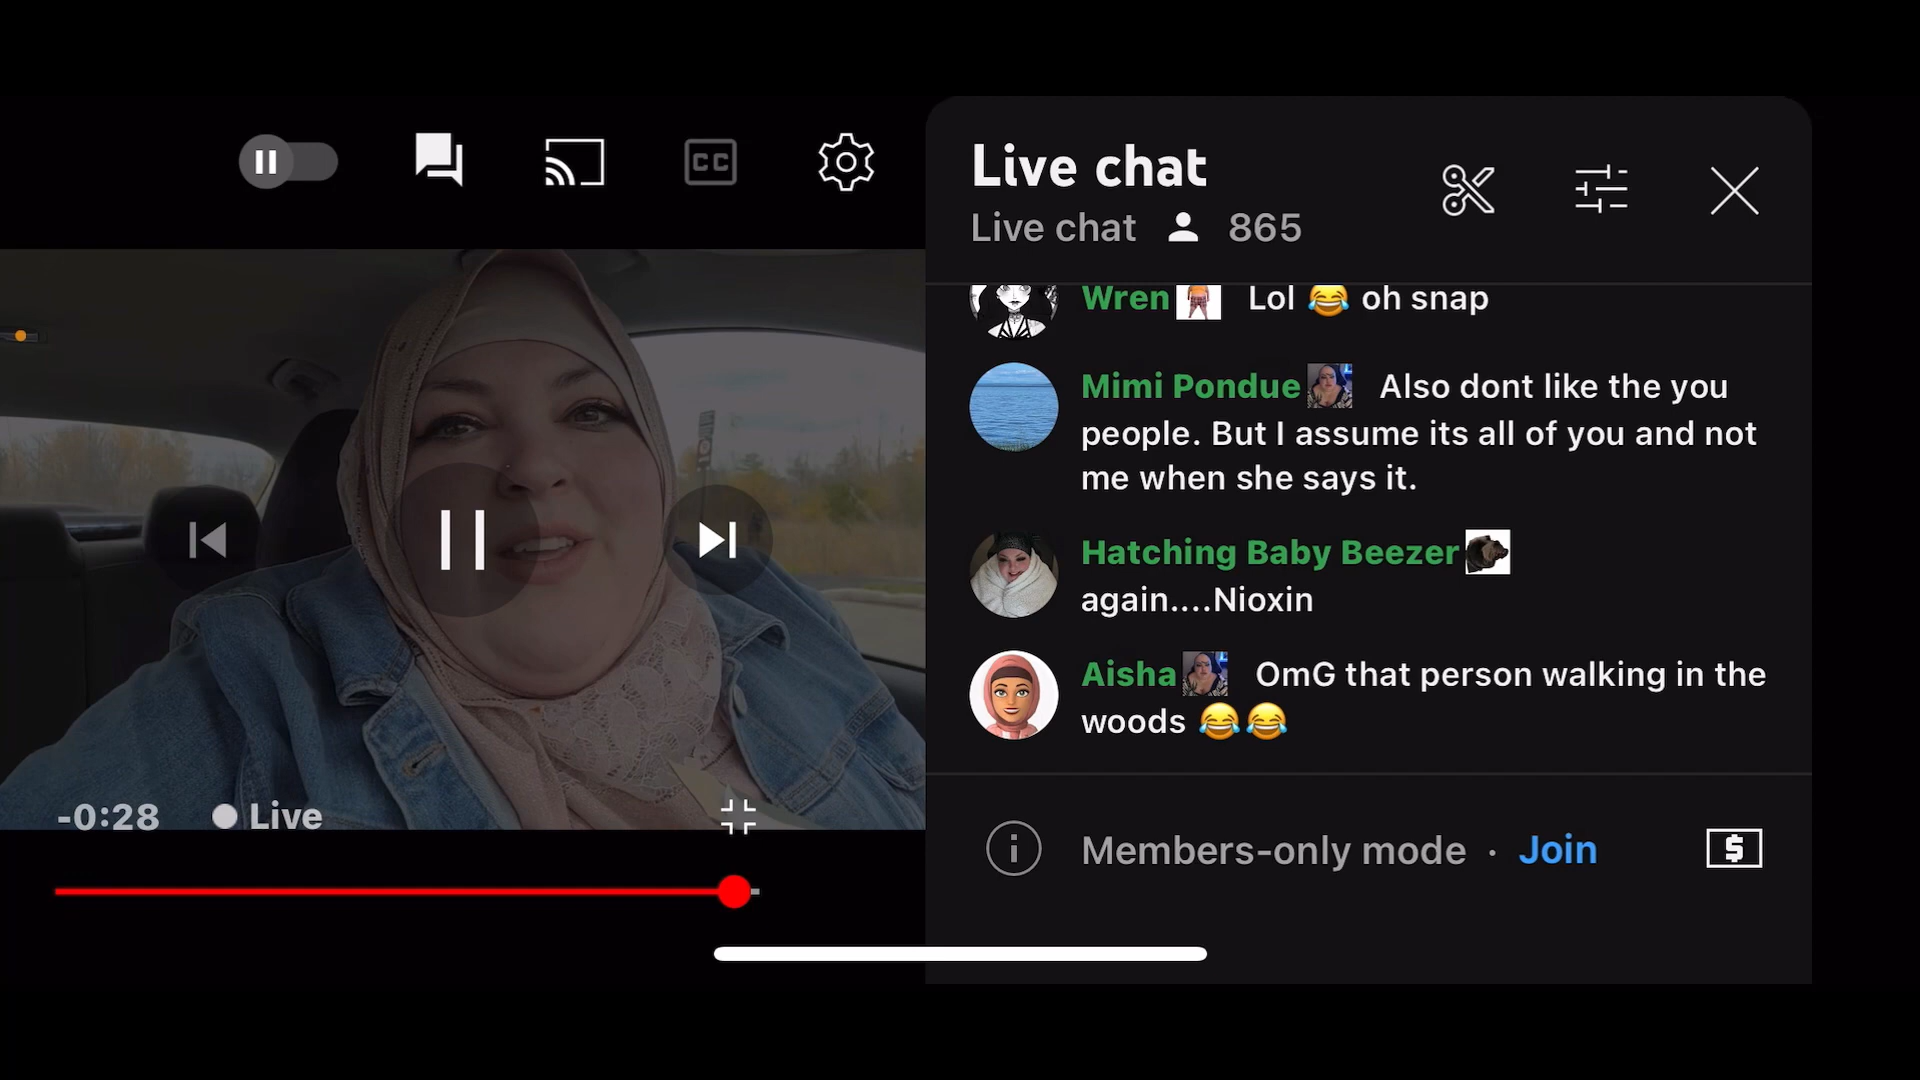 CC
Live chat
Live chat 865
Wren Lol 😂 oh snap
Mimi Pondue Also dont like the you
people. But I assume its all of you and not
me when she says it.
Hatching Baby Beezer
again....Nioxin
Aisha OmG that person walking in the
woods 😂😂
-0:28 Live
Members-only mode · Join
$